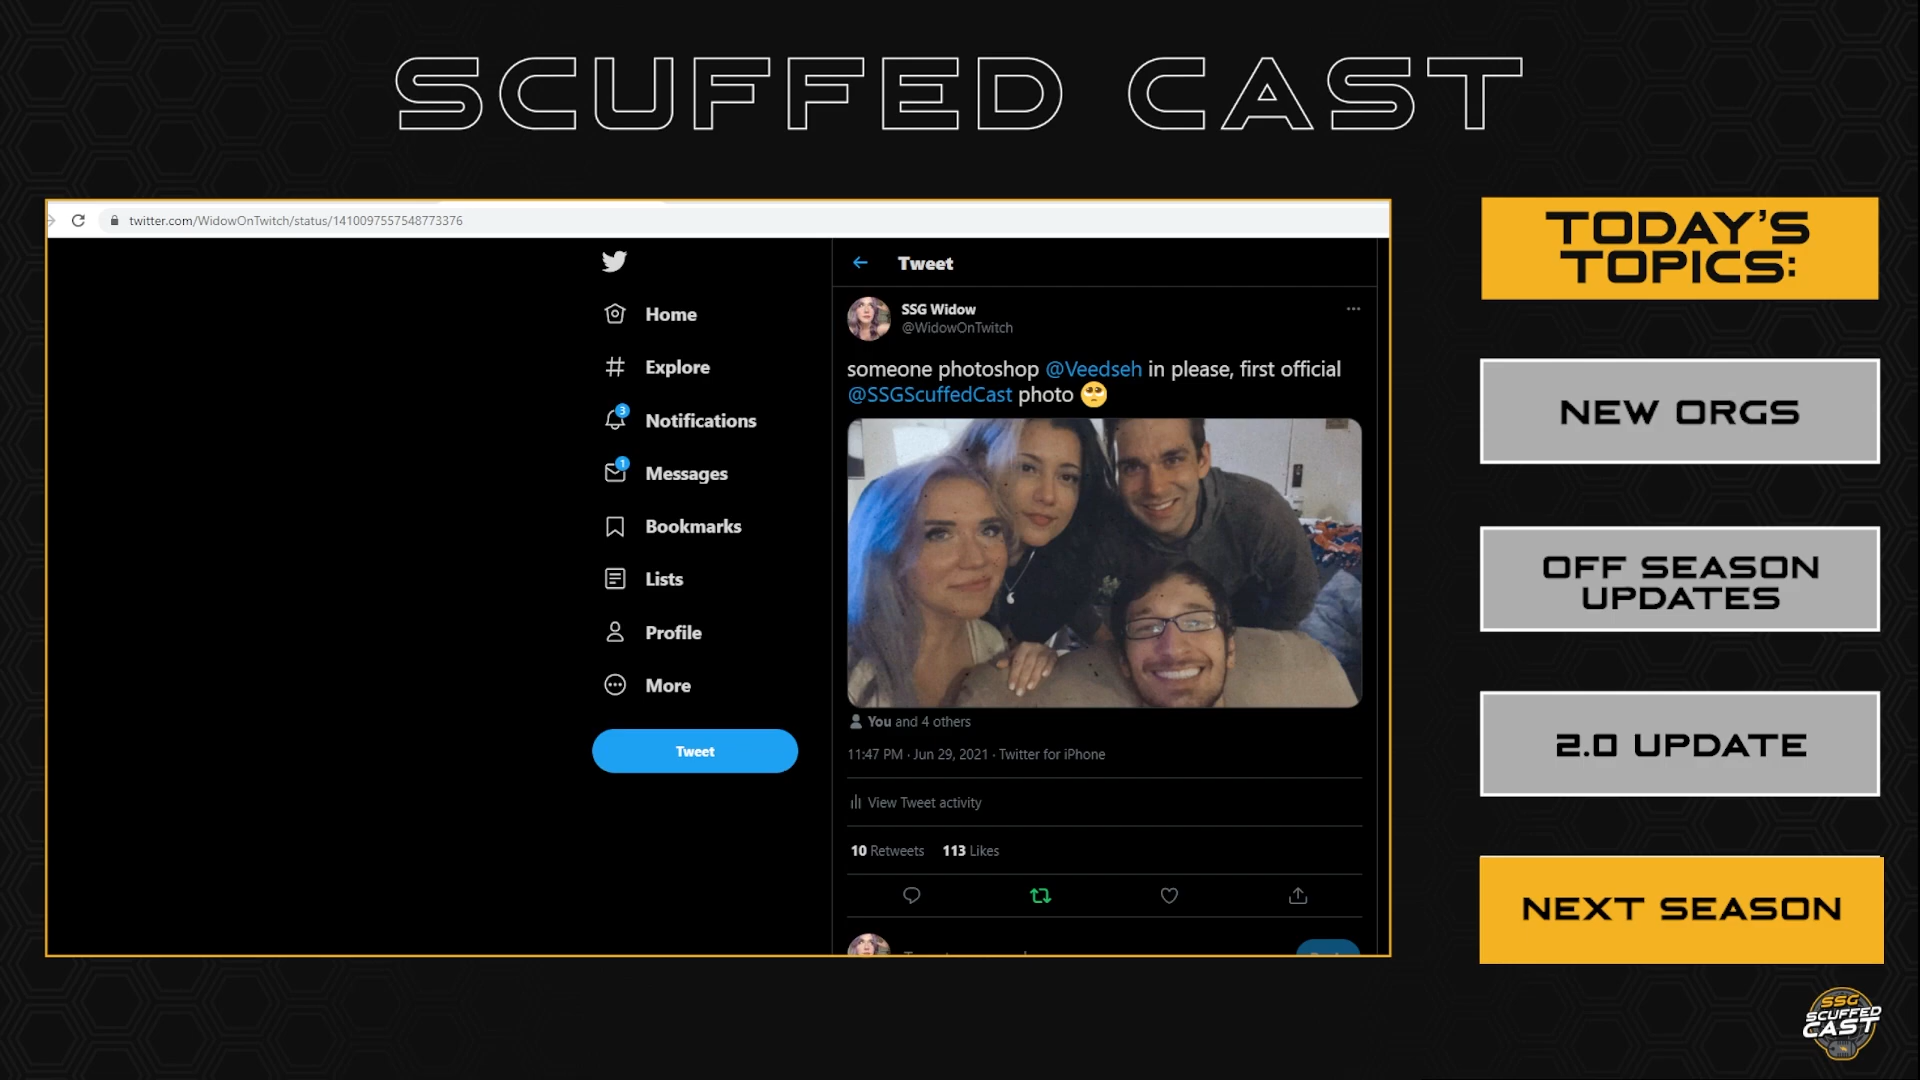 SCUFFED CAST
twitter.com/WidowOnTwitch/status/1410097557548773376
Home
Explore
3
Notifications
1
Messages
Bookmarks
Lists
Profile
More
Tweet
Tweet
SSG Widow
@WidowOnTwitch
someone photoshop @Veedseh in please, first official
@SSGScuffedCast photo
You and 4 others
11:47 PM · Jun 29, 2021 · Twitter for iPhone
View Tweet activity
10 Retweets 113 Likes
TODAY'S
TOPICS:
NEW ORGS
OFF SEASON
UPDATES
2.0 UPDATE
NEXT SEASON
SSG
SCUFFED
CAST